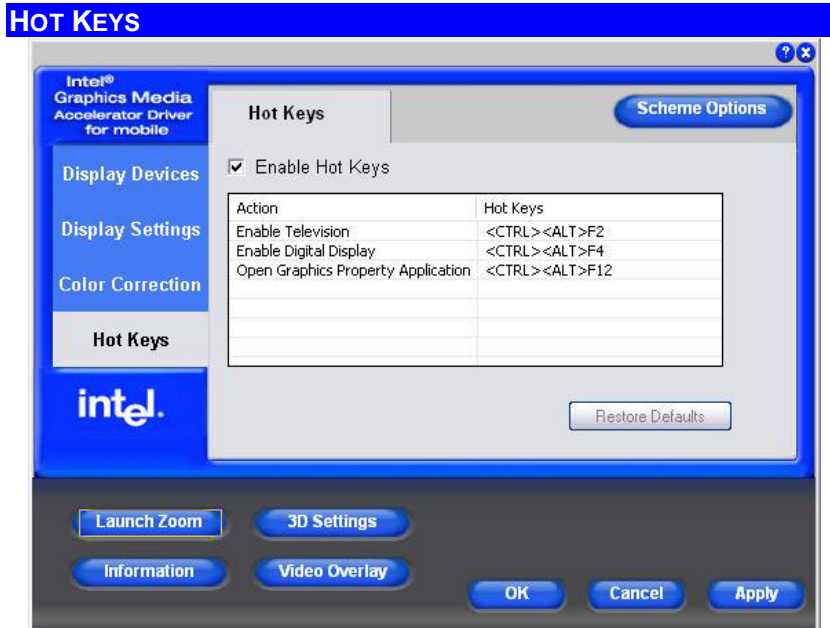 HOT KEYS
Intel®
Graphics Media
Accelerator Driver
for mobile
Hot Keys
Scheme Options
Display Devices
Display Settings
Color Correction
Hot Keys
intel.
Enable Hot Keys
Action Hot Keys
Enable Television <CTRL><ALT>F2
Enable Digital Display <CTRL><ALT>F4
Open Graphics Property Application <CTRL><ALT>F12
Restore Defaults
Launch Zoom 3D Settings
Information Video Overlay
OK Cancel Apply